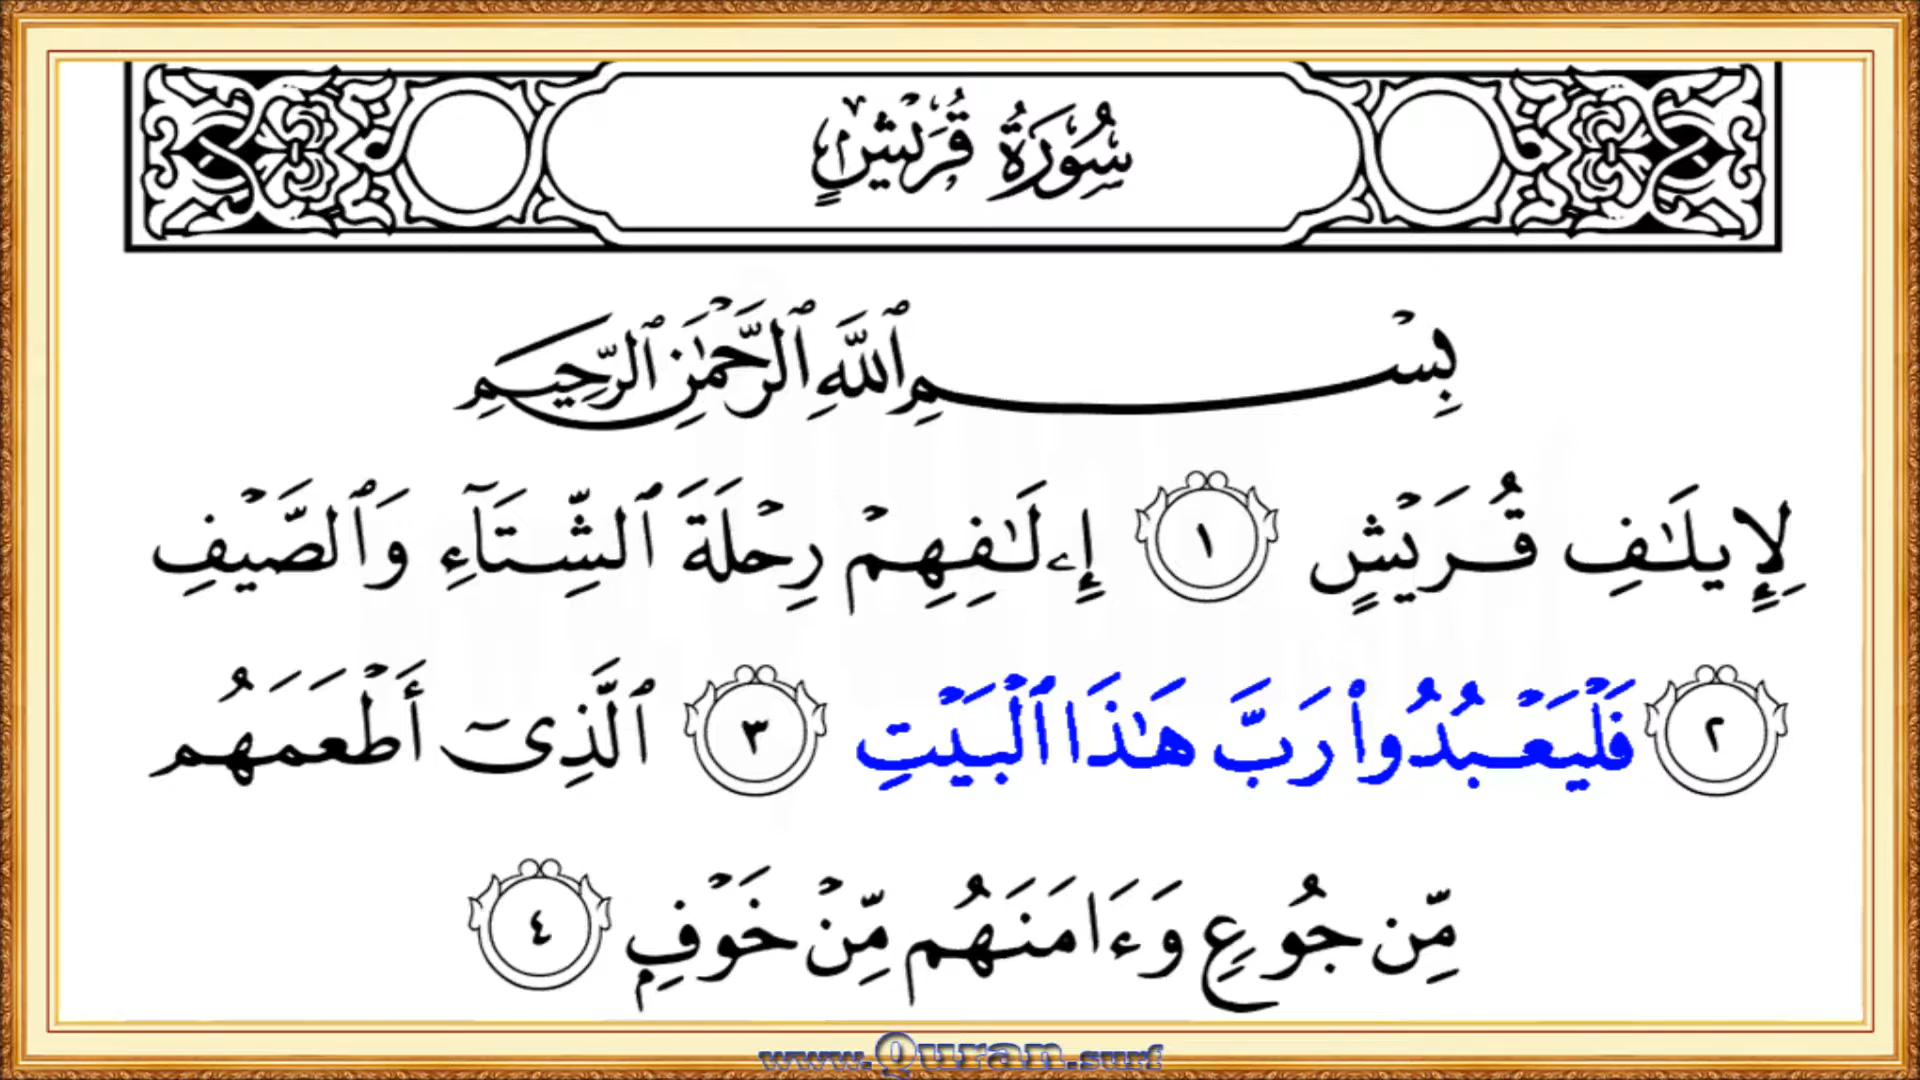 سُورَةُ قُرَيْشٍ
بِسْمِ ٱللَّهِ ٱلرَّحْمَٰنِ ٱلرَّحِيمِ
لِإِيلَٰفِ قُرَيْشٍ ١ إِۦلَٰفِهِمْ رِحْلَةَ ٱلشِّتَآءِ وَٱلصَّيْفِ
٢ فَلْيَعْبُدُوا۟ رَبَّ هَٰذَا ٱلْبَيْتِ ٣ ٱلَّذِىٓ أَطْعَمَهُم
مِّن جُوعٍ وَءَامَنَهُم مِّنْ خَوْفٍۭ ٤
www.Quran.surf